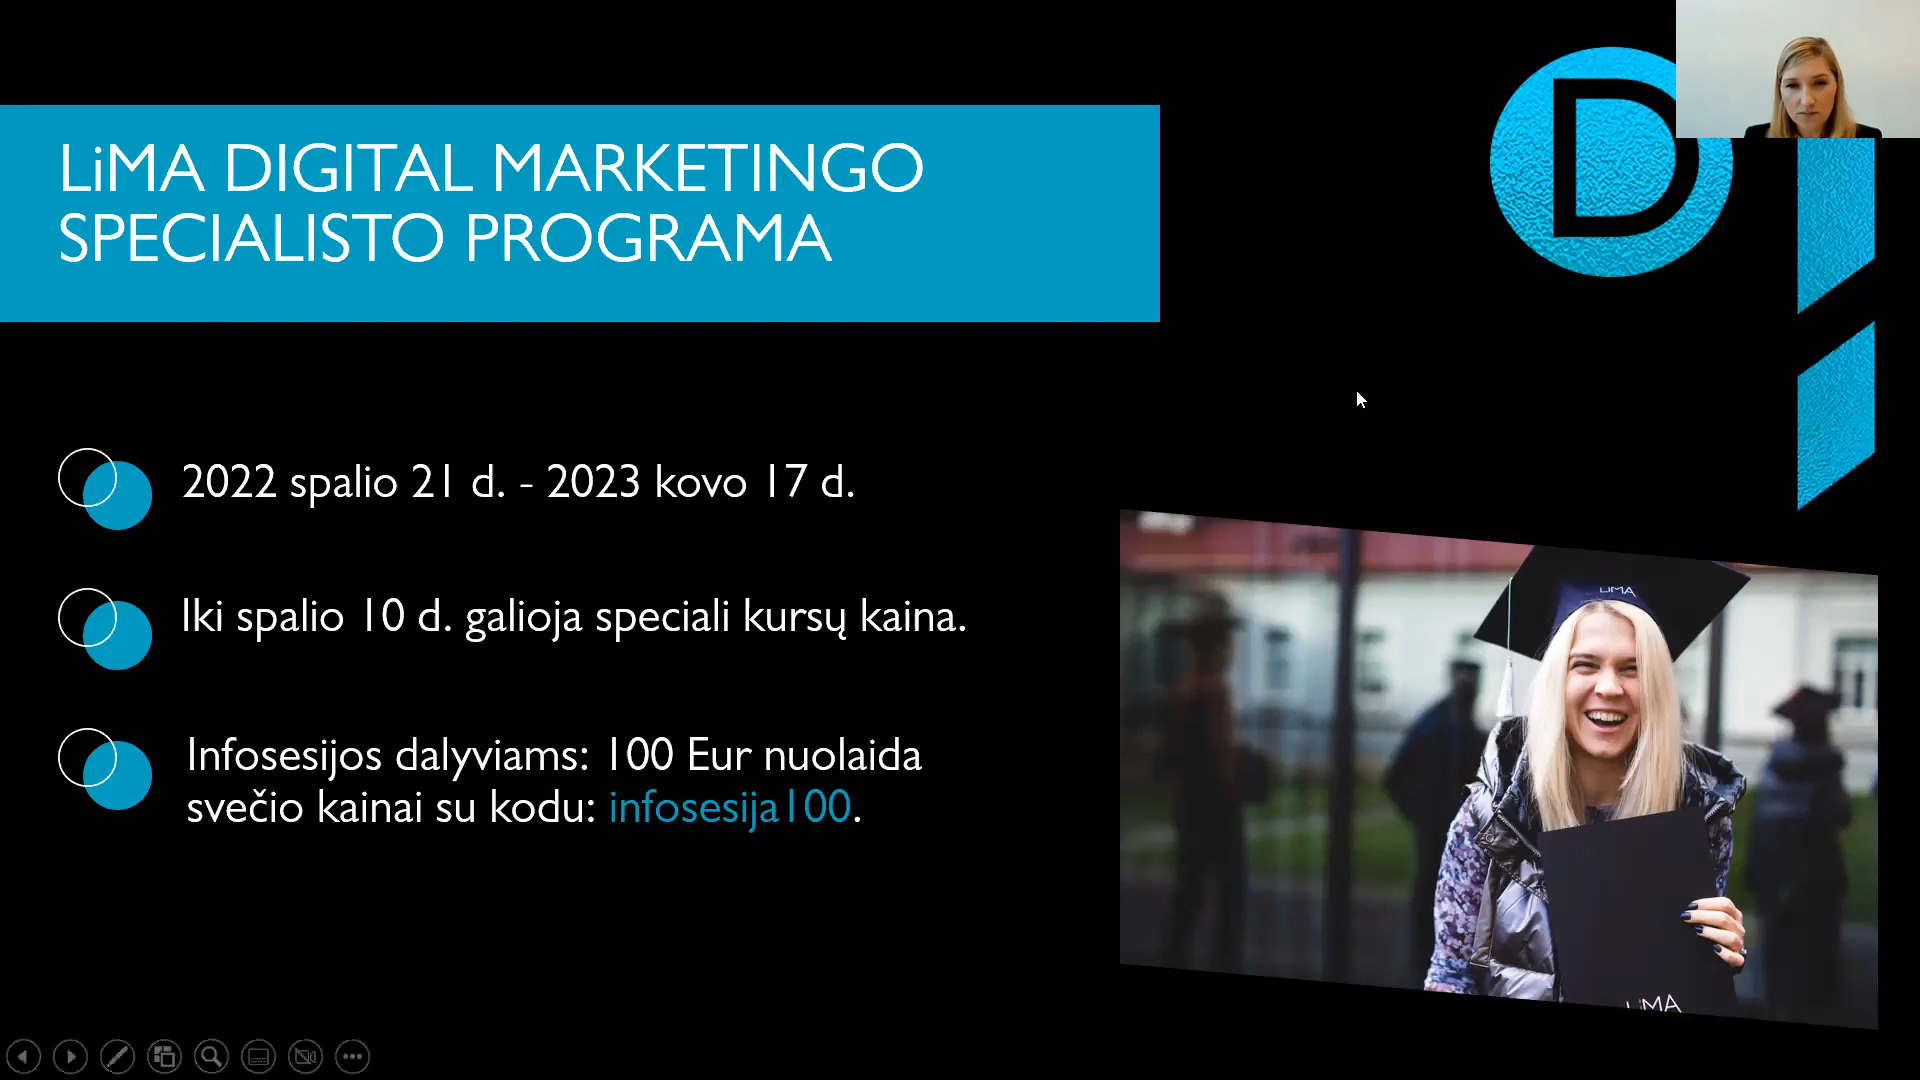 LiMA DIGITAL MARKETINGO
SPECIALISTO PROGRAMA
D
2022 spalio 21 d. - 2023 kovo 17 d.
Iki spalio 10 d. galioja speciali kursų kaina.
Infosesijos dalyviams: 100 Eur nuolaida
svečio kainai su kodu: infosesija100.
LiMA
LiMA